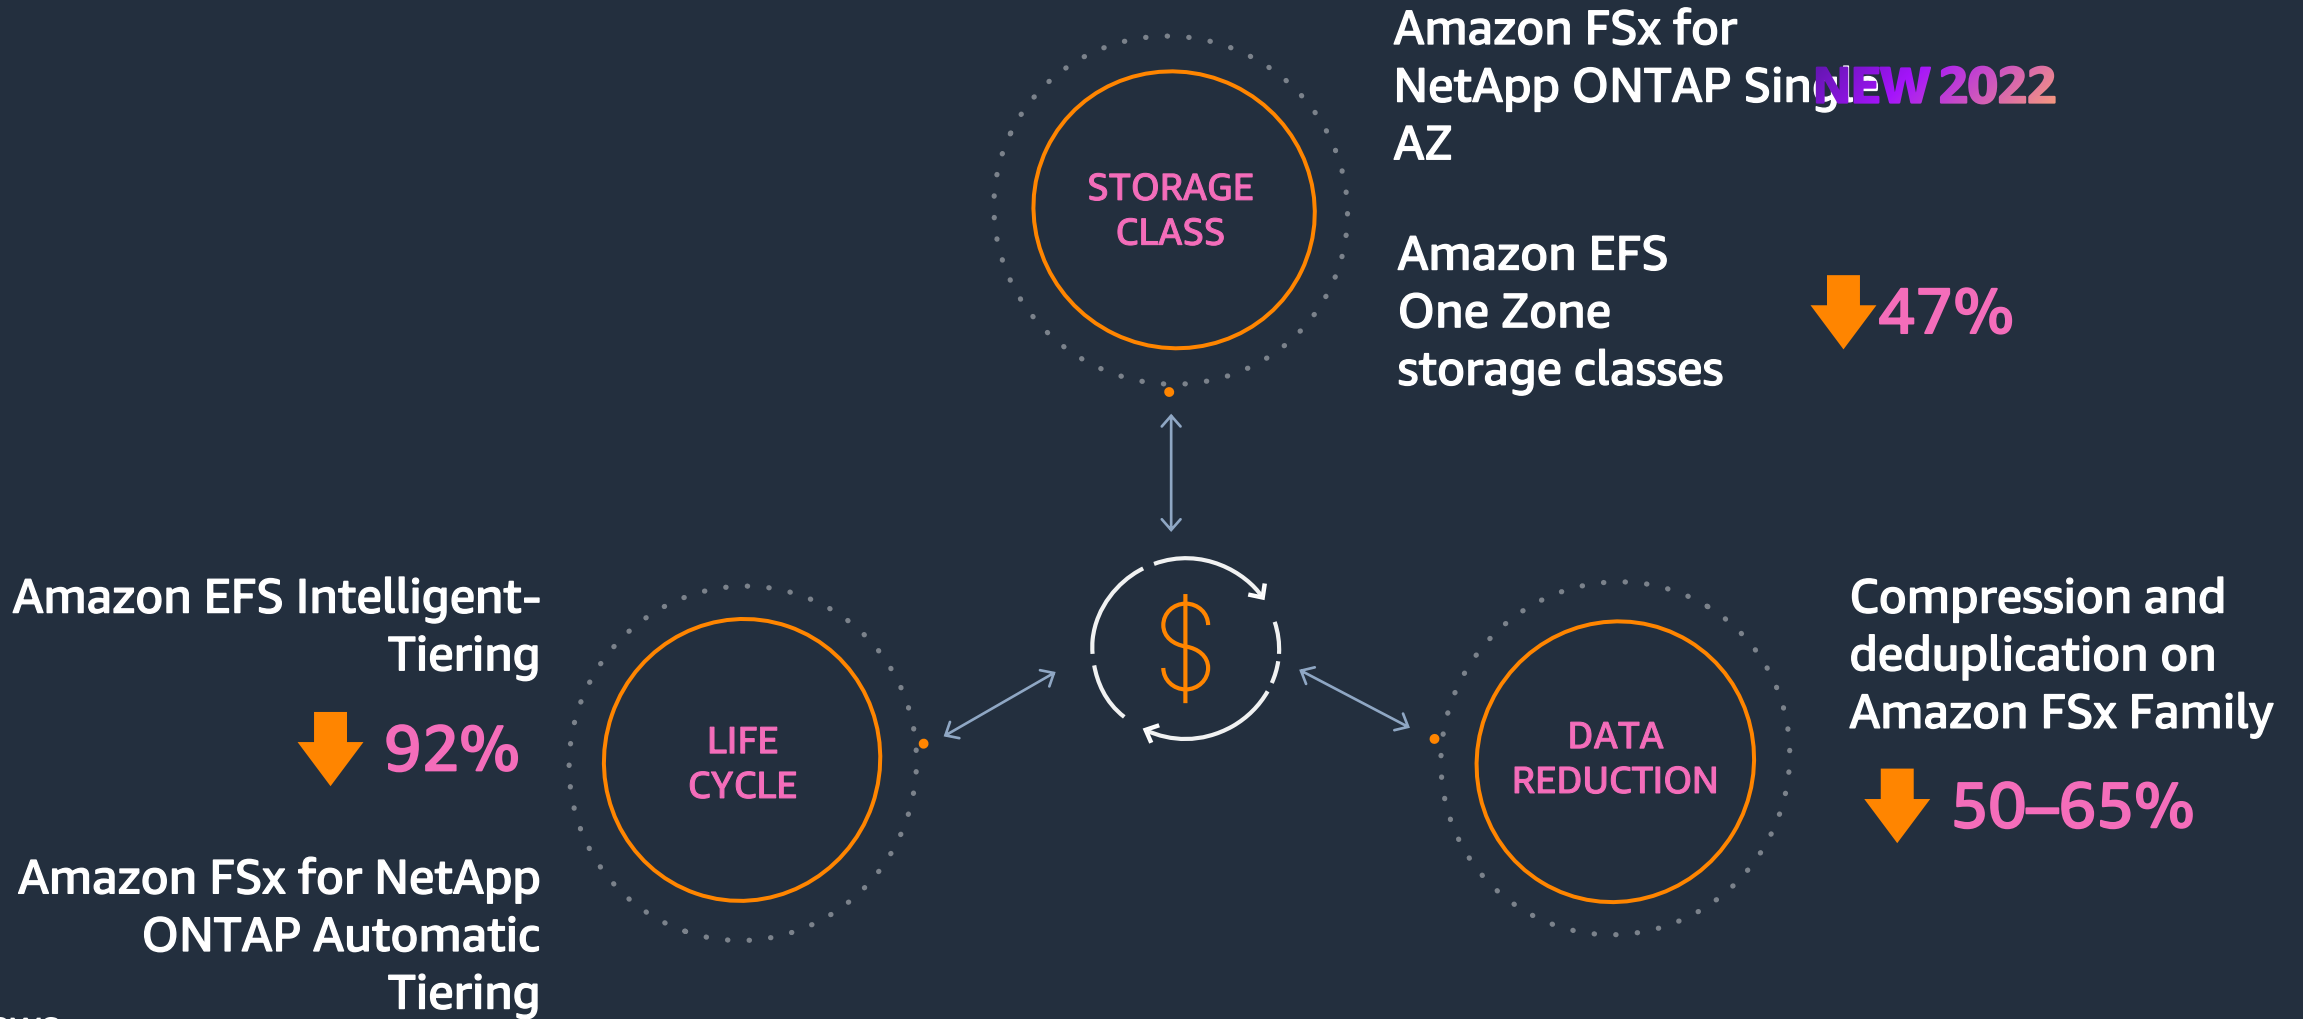 Amazon FSx for
NetApp ONTAP Single
AZ
NEW 2022
STORAGE
CLASS
Amazon EFS
One Zone
storage classes
47%
Amazon EFS Intelligent-
Tiering
92%
Amazon FSx for NetApp
ONTAP Automatic
Tiering
LIFE
CYCLE
$
DATA
REDUCTION
Compression and
deduplication on
Amazon FSx Family
50–65%